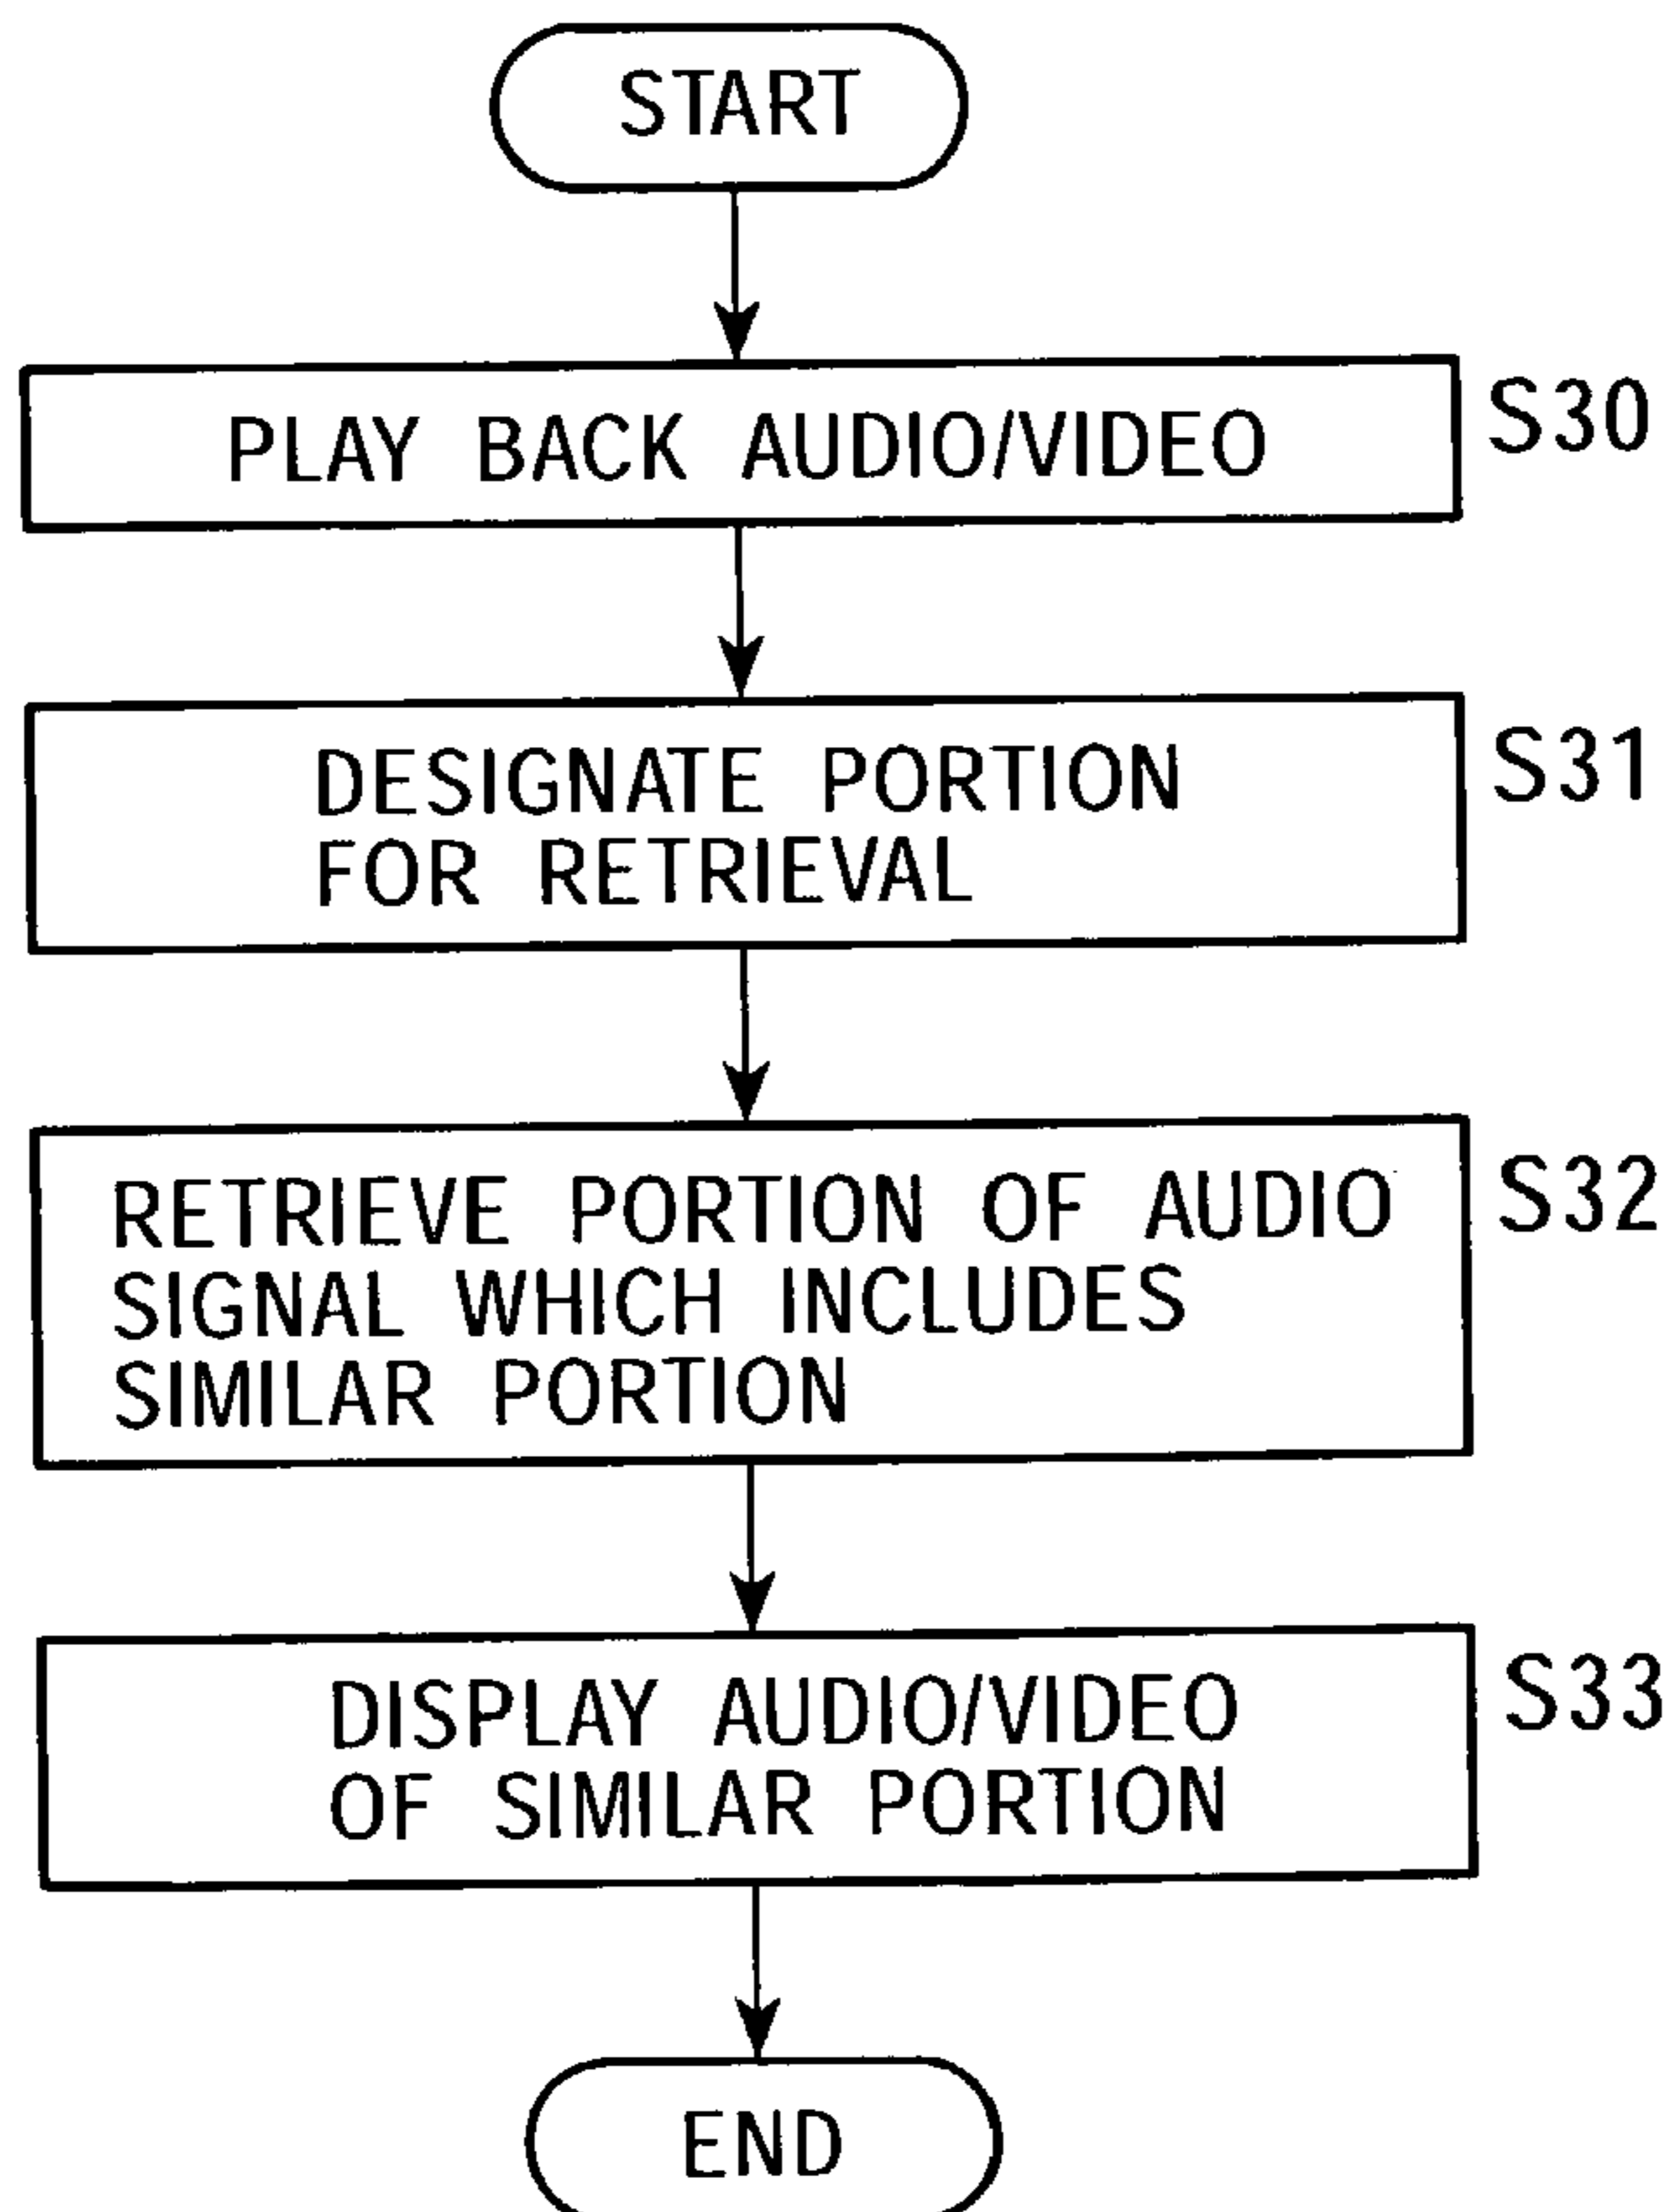 START
PLAY BACK AUDIO/VIDEO
S30
DESIGNATE PORTION
FOR RETRIEVAL
S31
RETRIEVE PORTION OF AUDIO
SIGNAL WHICH INCLUDES
SIMILAR PORTION
S32
DISPLAY AUDIO/VIDEO
OF SIMILAR PORTION
S33
END